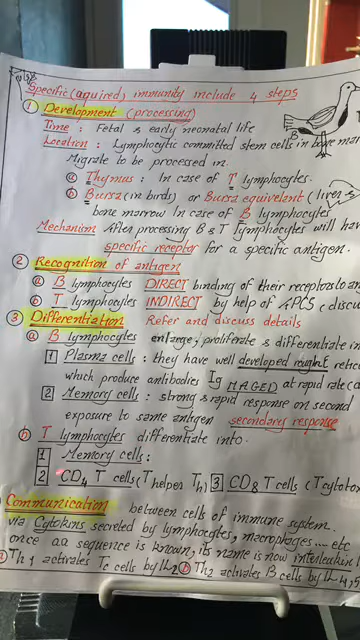 Specific (aquired) immunity include 4 steps
① Development (processing)
Time : Fetal & early neonatal life
Location : Lymphocytic committed stem cells in bone mar
Migrate to be processed in.
ⓐ Thymus : In case of T lymphocytes.
ⓑ Bursa (in birds) or Bursa equivalent (liver &
bone marrow In case of B lymphocytes
Mechanism After processing B & T lymphocytes will hav
specific receptor for a specific antigen.
② Recognition of antigen
ⓐ B lymphocytes DIRECT binding of their receptors to an
ⓑ T lymphocytes INDIRECT by help of APCS (discu
③ Differentiation Refer and discuss details
ⓐ B lymphocytes enlarge, proliferate & differentiate in
1 Plasma cells : they have well developed rough E retic
which produce antibodies Ig MAGED at rapid rate (a
2 Memory cells : strong & rapid response on second
exposure to same antigen secondary response
ⓑ T lymphocytes differentiate into.
1 Memory cells :
2 CD4 T cells (T helper Th) 3 CD8 T cells (T cytotox
Communication between cells of immune system.
via Cytokins secreted by lymphocytes, macrophages.... etc
once aa sequence is known, its name is now interleukin
ⓐ Th1 activates Tc cells by IL2 ⓑ Th2 activates B cells by IL4,5